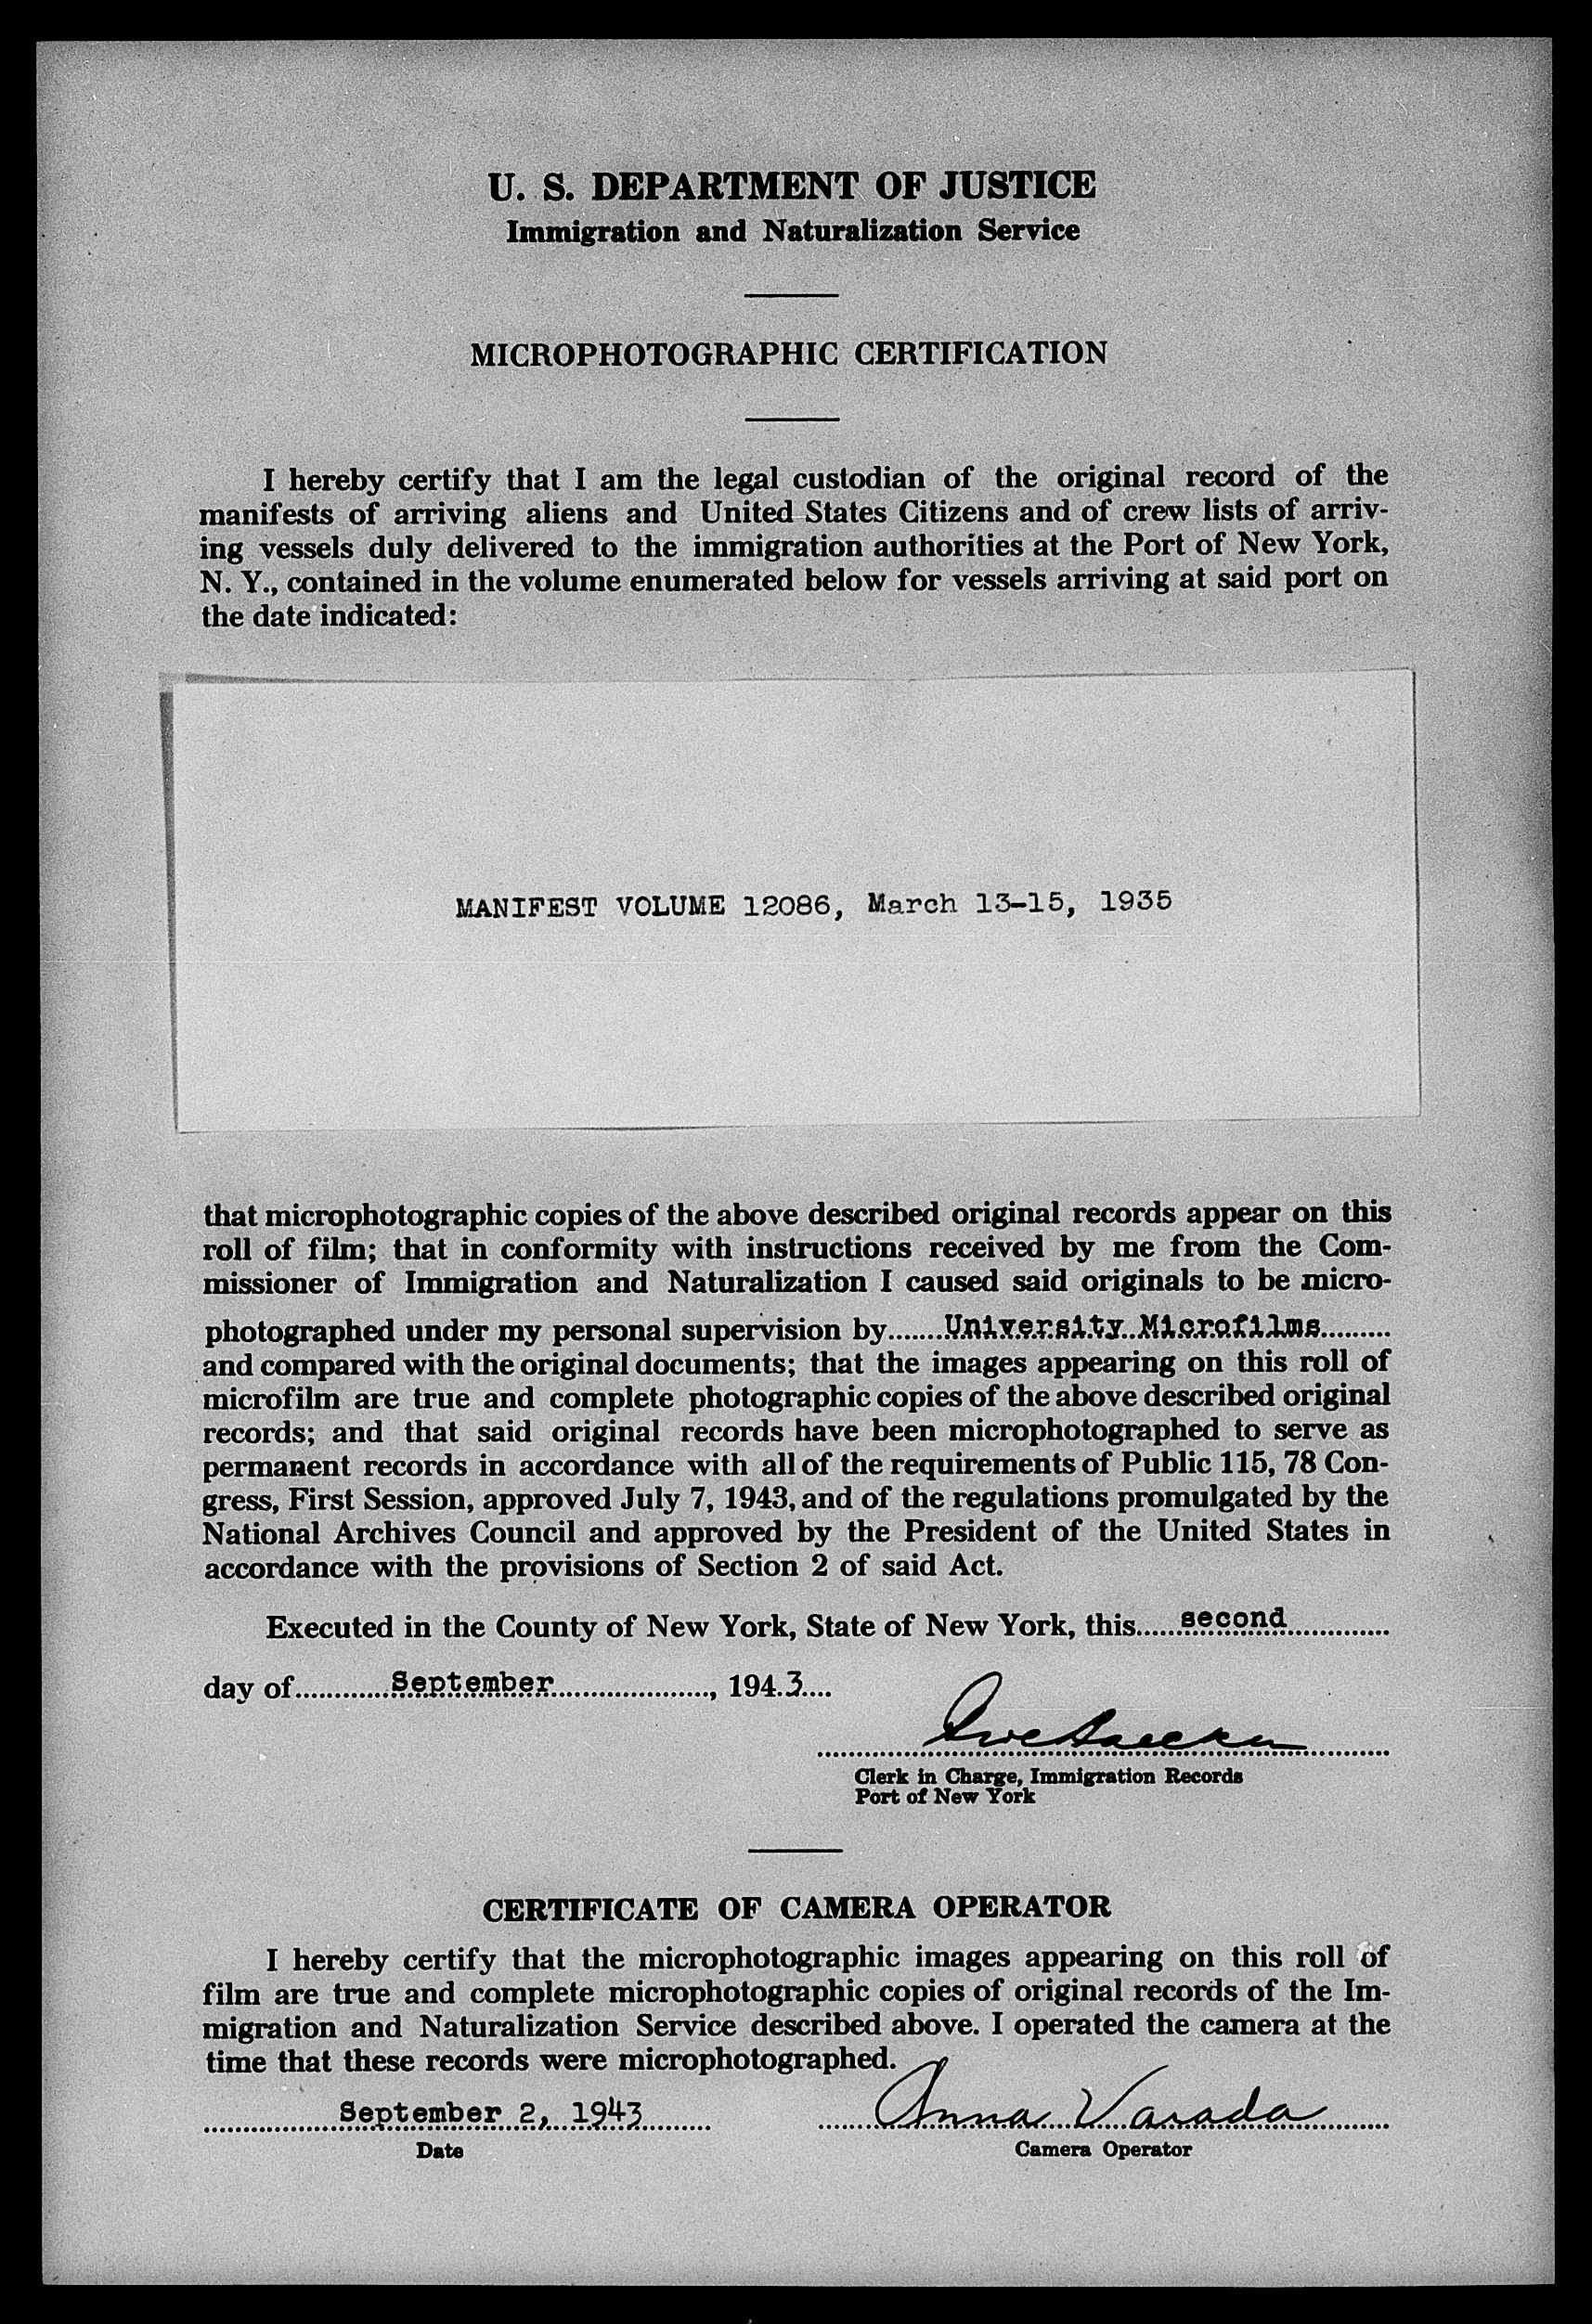 U. S. DEPARTMENT OF JUSTICE
Immigration and Naturalization Service
MICROPHOTOGRAPHIC CERTIFICATION
I hereby certify that I am the legal custodian of the original record of the
manifests of arriving aliens and United States Citizens and of crew lists of arriv-
ing vessels duly delivered to the immigration authorities at the Port of New York,
N. Y., contained in the volume enumerated below for vessels arriving at said port on
the date indicated:
MANIFEST VOLUME 12086, March 13-15, 1935
that microphotographic copies of the above described original records appear on this
roll of film; that in conformity with instructions received by me from the Com-
missioner of Immigration and Naturalization I caused said originals to be micro-
photographed under my personal supervision by.......University Microfilms.........
and compared with the original documents; that the images appearing on this roll of
microfilm are true and complete photographic copies of the above described original
records; and that said original records have been microphotographed to serve as
permanent records in accordance with all of the requirements of Public 115, 78 Con-
gress, First Session, approved July 7, 1943, and of the regulations promulgated by the
National Archives Council and approved by the President of the United States in
accordance with the provisions of Section 2 of said Act.
Executed in the County of New York, State of New York, this......second.............
day of............September...................., 194.3....
Clerk in Charge, Immigration Records
Port of New York
CERTIFICATE OF CAMERA OPERATOR
I hereby certify that the microphotographic images appearing on this roll of
film are true and complete microphotographic copies of original records of the Im-
migration and Naturalization Service described above. I operated the camera at the
time that these records were microphotographed.
September 2, 1943
Anna Varada
Date
Camera Operator